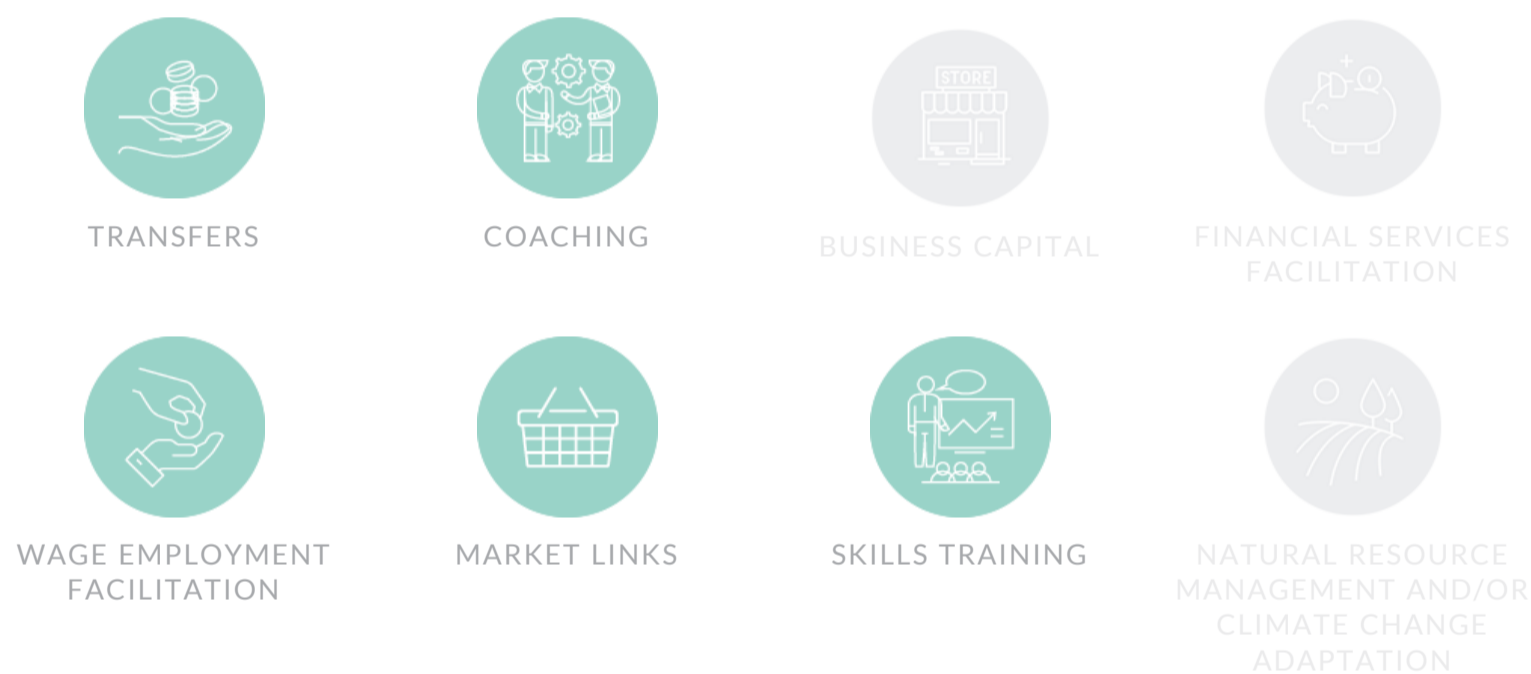 STORE
TRANSFERS
COACHING
BUSINESS CAPITAL
FINANCIAL SERVICES
FACILITATION
WAGE EMPLOYMENT
FACILITATION
MARKET LINKS
SKILLS TRAINING
NATURAL RESOURCE
MANAGEMENT AND/OR
CLIMATE CHANGE
ADAPTATION